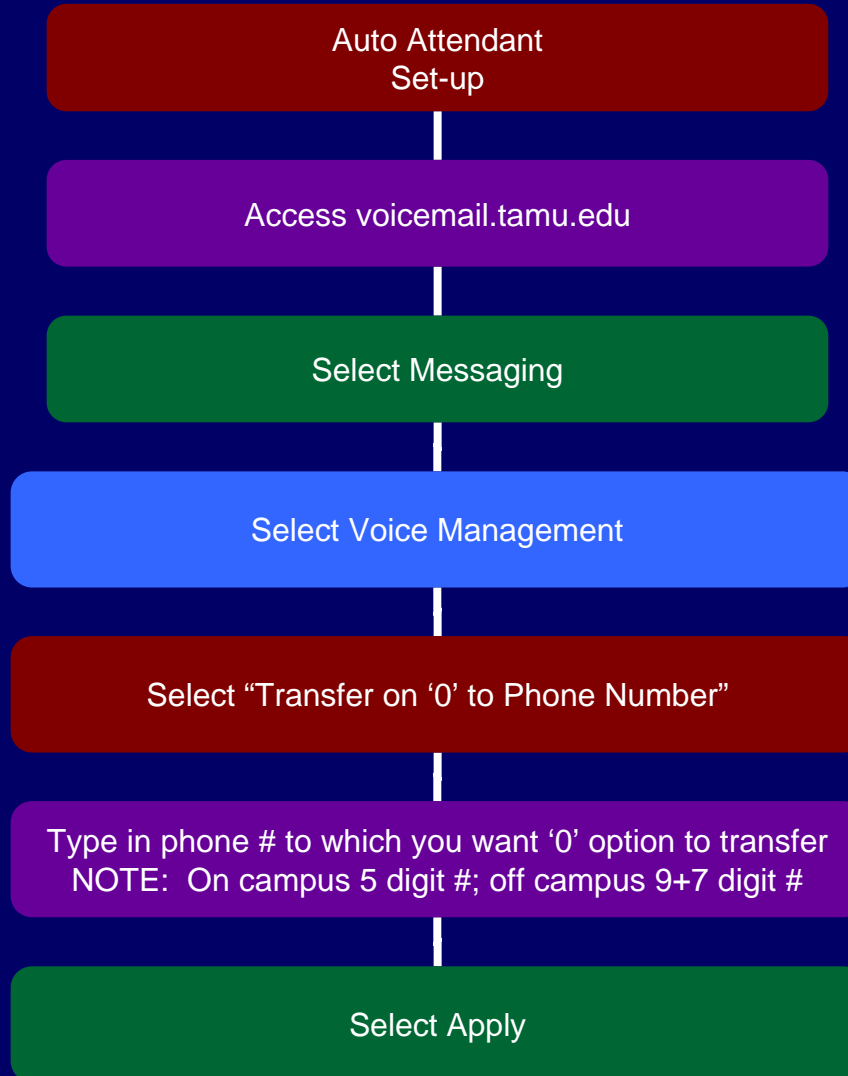 Auto Attendant
Set-up
Access voicemail.tamu.edu
Select Messaging
Select Voice Management
Select “Transfer on ‘0’ to Phone Number”
Type in phone # to which you want ‘0’ option to transfer
NOTE:  On campus 5 digit #; off campus 9+7 digit #
Select Apply